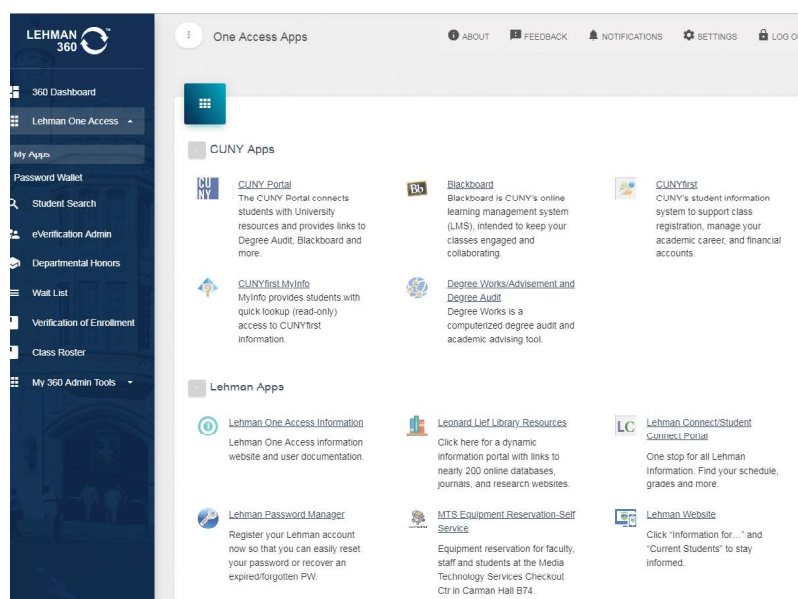 LEHMAN
360
One Access Apps
ABOUT
FEEDBACK
NOTIFICATIONS
SETTINGS
LOG
360 Dashboard
Lehman One Access
My Apps
Password Wallet
Student Search
eVerification Admin
Departmental Honors
Wait List
Verification of Enrollment
Class Roster
My 360 Admin Tools
CUNY Apps
CU
NY
CUNY Portal
The CUNY Portal connects
students with University
resources and provides links to
Degree Audit, Blackboard and
more.
Bb
Blackboard
Blackboard is CUNY's online
learning management system
(LMS), intended to keep your
classes engaged and
collaborating.
CUNYfirst
CUNY's student information
system to support class
registration, manage your
academic career, and financial
accounts.
CUNYfirst MyInfo
MyInfo provides students with
quick lookup (read-only)
access to CUNYfirst
information.
Degree Works/Advisement and
Degree Audit
Degree Works is a
computerized degree audit and
academic advising tool.
Lehman Apps
Lehman One Access Information
Lehman One Access information
website and user documentation.
Leonard Lief Library Resources
Click here for a dynamic
information portal with links to
nearly 200 online databases,
journals, and research websites.
LC
Lehman Connect/Student
Connect Portal
One stop for all Lehman
Information. Find your schedule,
grades and more.
Lehman Password Manager
Register your Lehman account
now so that you can easily reset
your password or recover an
expired/forgotten PW.
MTS Equipment Reservation-Self
Service
Equipment reservation for faculty,
staff and students at the Media
Technology Services Checkout
Ctr in Carman Hall B74.
Lehman Website
Click "Information for..." and
"Current Students" to stay
informed.